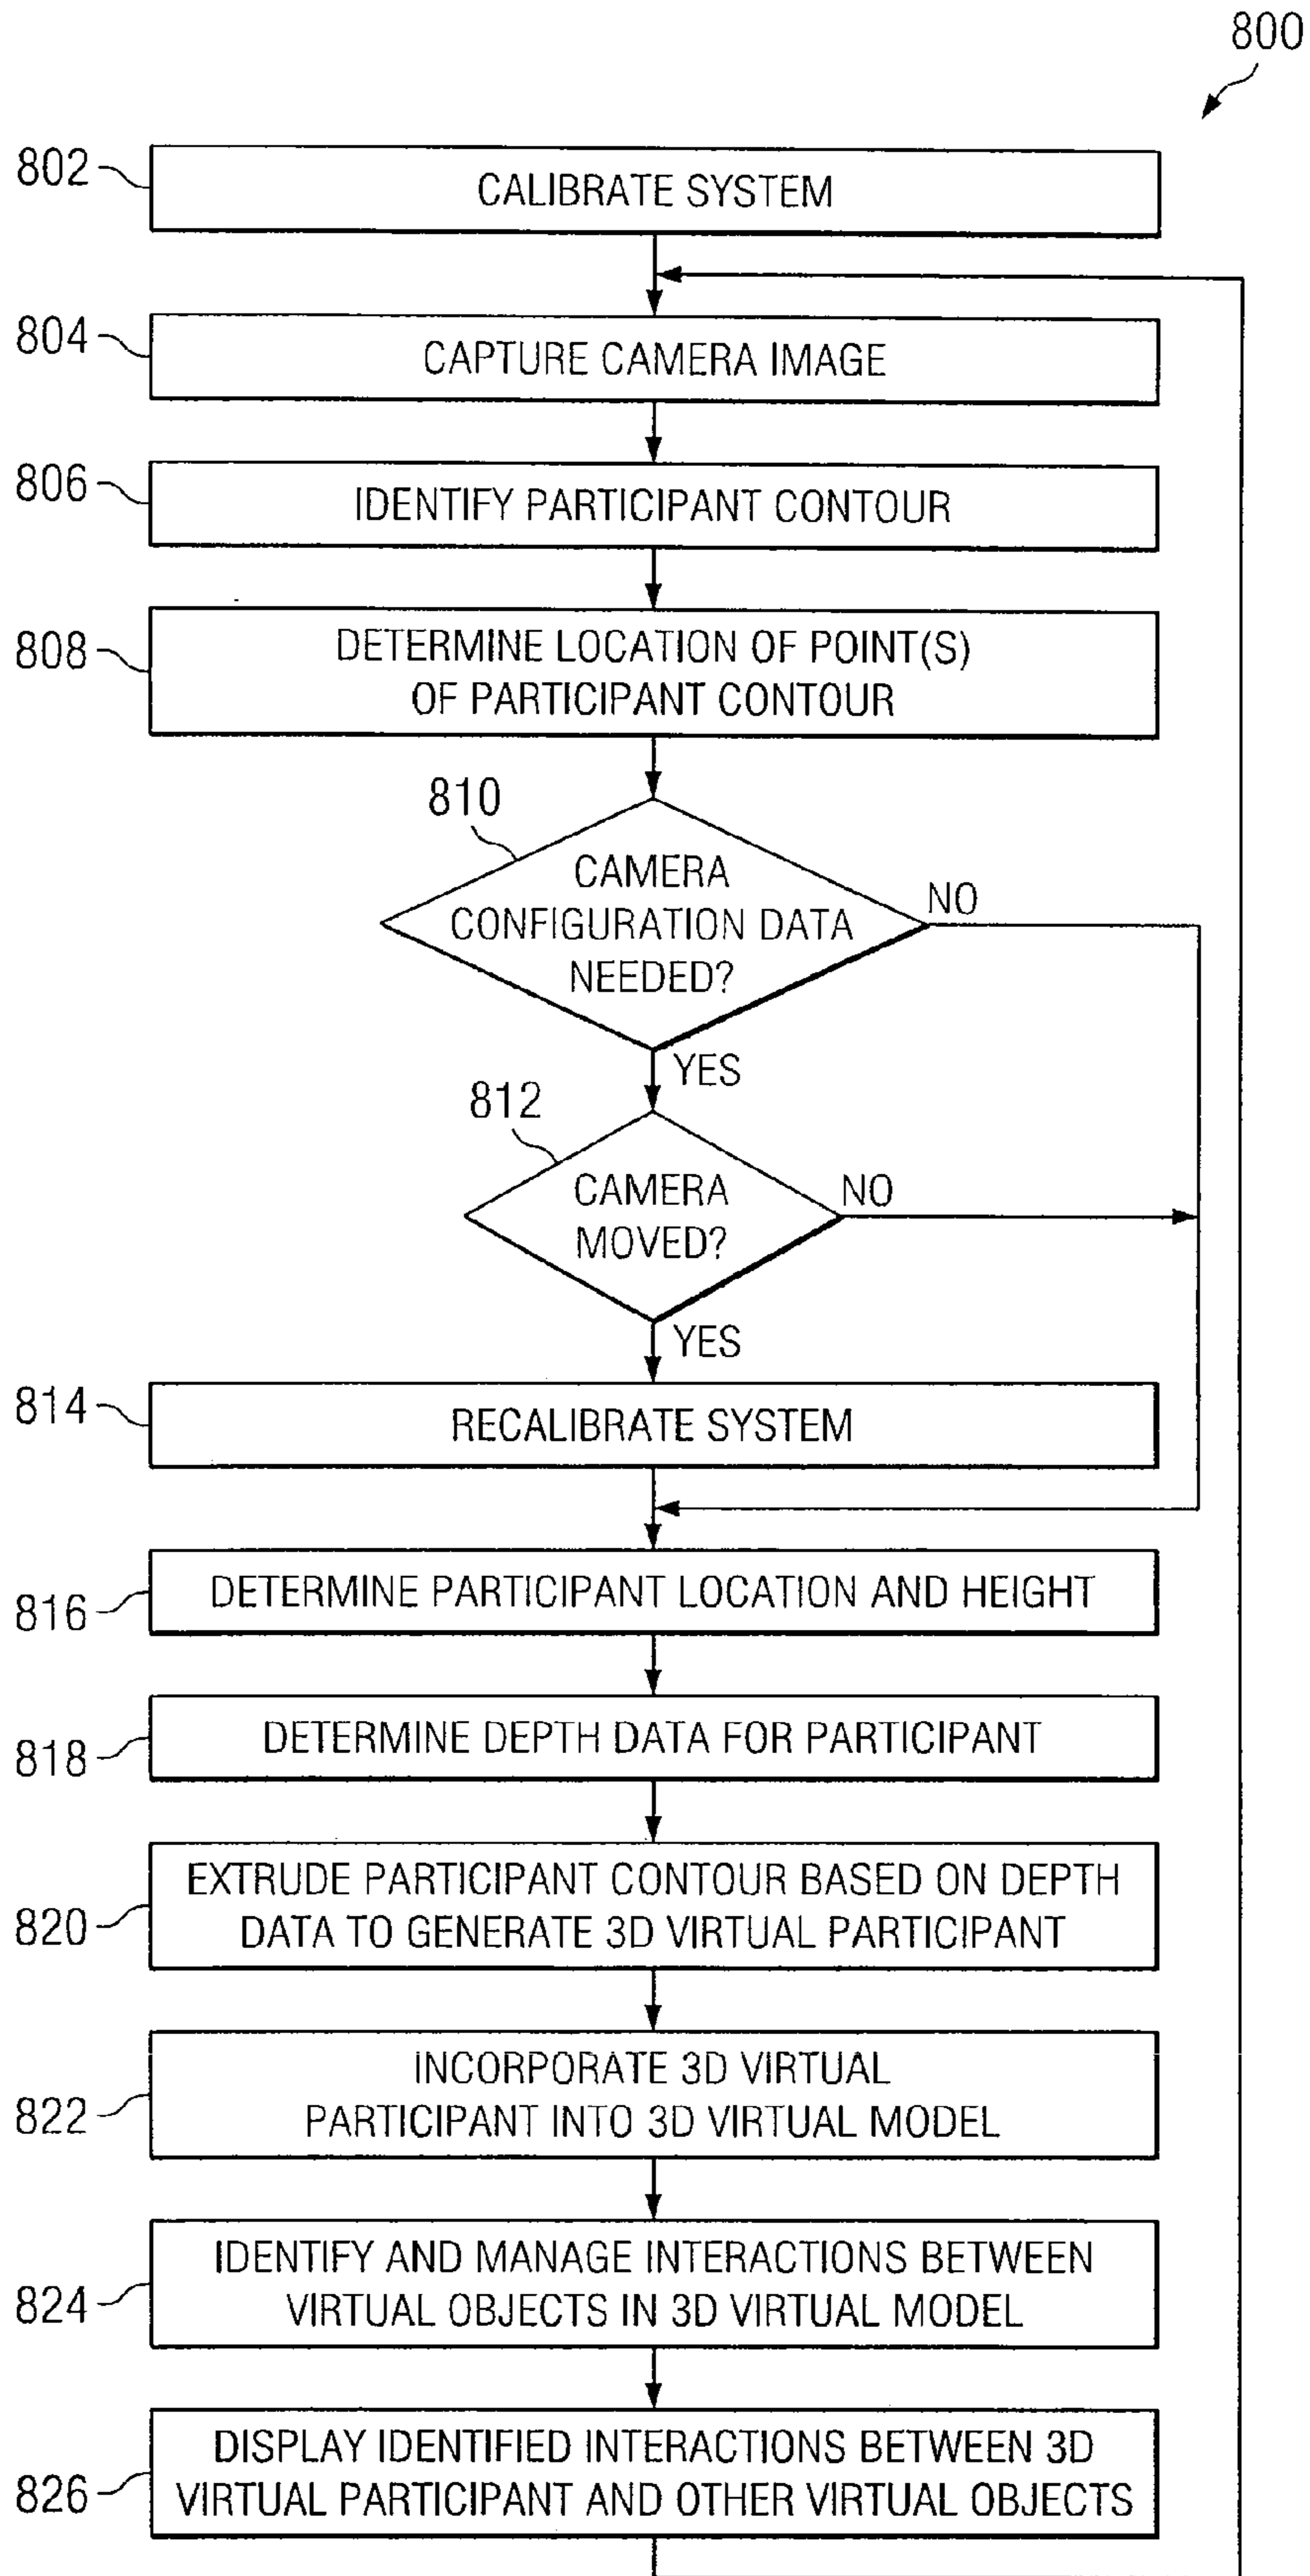 800
802
CALIBRATE SYSTEM
804
CAPTURE CAMERA IMAGE
806
IDENTIFY PARTICIPANT CONTOUR
808
DETERMINE LOCATION OF POINT(S)
OF PARTICIPANT CONTOUR
810
CAMERA
CONFIGURATION DATA
NEEDED?
NO
YES
812
CAMERA
MOVED?
NO
YES
814
RECALIBRATE SYSTEM
816
DETERMINE PARTICIPANT LOCATION AND HEIGHT
818
DETERMINE DEPTH DATA FOR PARTICIPANT
820
EXTRUDE PARTICIPANT CONTOUR BASED ON DEPTH
DATA TO GENERATE 3D VIRTUAL PARTICIPANT
822
INCORPORATE 3D VIRTUAL
PARTICIPANT INTO 3D VIRTUAL MODEL
824
IDENTIFY AND MANAGE INTERACTIONS BETWEEN
VIRTUAL OBJECTS IN 3D VIRTUAL MODEL
826
DISPLAY IDENTIFIED INTERACTIONS BETWEEN 3D
VIRTUAL PARTICIPANT AND OTHER VIRTUAL OBJECTS